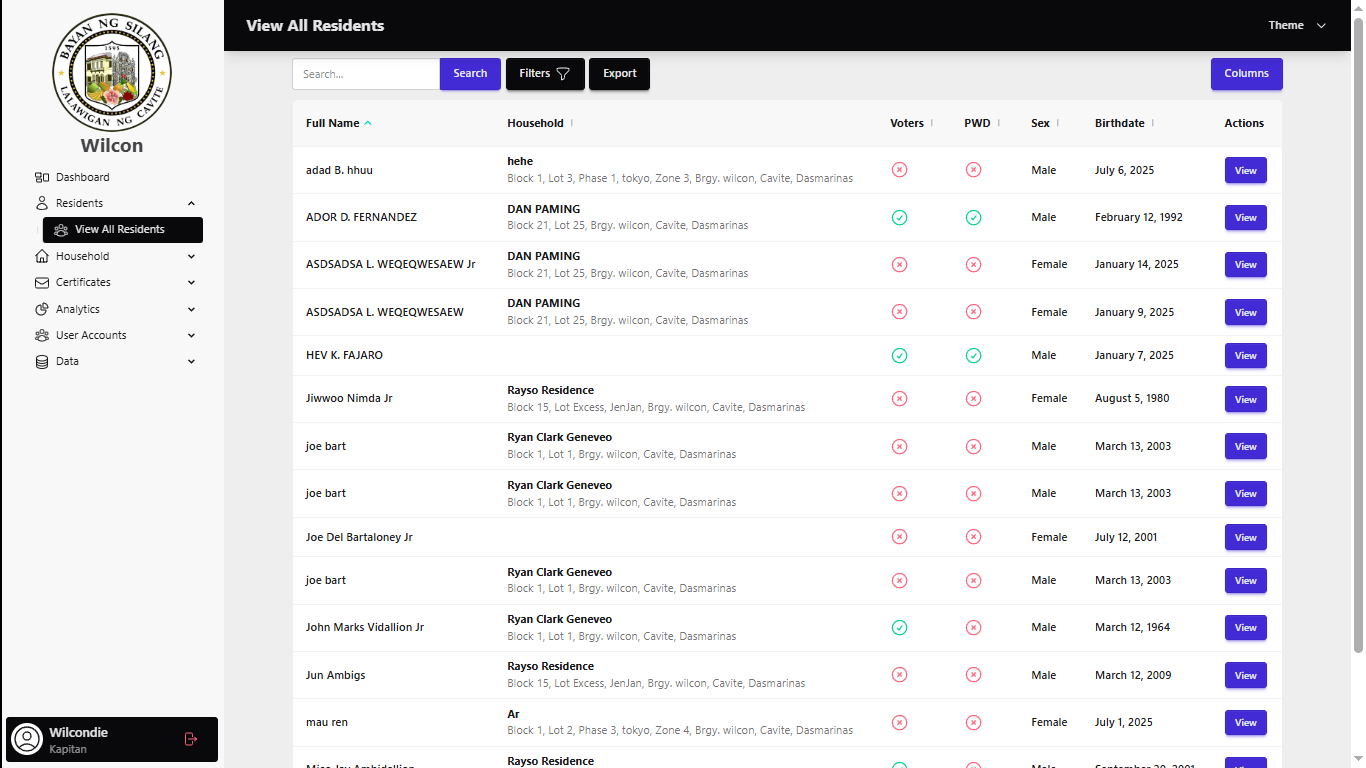 BAYAN NG SILANG
1595
LALAWIGAN NG CAVITE
Wilcon
Dashboard
Residents
View All Residents
Household
Certificates
Analytics
User Accounts
Data
Wilcondie
Kapitan
View All Residents
Theme
Search...
Search
Filters
Export
Columns
Full Name Household Voters PWD Sex Birthdate Actions
hehe
adad B. hhuu Male July 6, 2025 View
Block 1, Lot 3, Phase 1, tokyo, Zone 3, Brgy. wilcon, Cavite, Dasmarinas
DAN PAMING
ADOR D. FERNANDEZ Male February 12, 1992 View
Block 21, Lot 25, Brgy. wilcon, Cavite, Dasmarinas
DAN PAMING
ASDSADSA L. WEQEQWESAEW Jr Female January 14, 2025 View
Block 21, Lot 25, Brgy. wilcon, Cavite, Dasmarinas
DAN PAMING
ASDSADSA L. WEQEQWESAEW Female January 9, 2025 View
Block 21, Lot 25, Brgy. wilcon, Cavite, Dasmarinas
HEV K. FAJARO Male January 7, 2025 View
Rayso Residence
Jiwwoo Nimda Jr Female August 5, 1980 View
Block 15, Lot Excess, JenJan, Brgy. wilcon, Cavite, Dasmarinas
Ryan Clark Geneveo
joe bart Male March 13, 2003 View
Block 1, Lot 1, Brgy. wilcon, Cavite, Dasmarinas
Ryan Clark Geneveo
joe bart Male March 13, 2003 View
Block 1, Lot 1, Brgy. wilcon, Cavite, Dasmarinas
Joe Del Bartaloney Jr Female July 12, 2001 View
Ryan Clark Geneveo
joe bart Male March 13, 2003 View
Block 1, Lot 1, Brgy. wilcon, Cavite, Dasmarinas
Ryan Clark Geneveo
John Marks Vidallion Jr Male March 12, 1964 View
Block 1, Lot 1, Brgy. wilcon, Cavite, Dasmarinas
Rayso Residence
Jun Ambigs Male March 12, 2009 View
Block 15, Lot Excess, JenJan, Brgy. wilcon, Cavite, Dasmarinas
Ar
mau ren Female July 1, 2025 View
Block 1, Lot 2, Phase 3, tokyo, Zone 4, Brgy. wilcon, Cavite, Dasmarinas
Rayso Residence